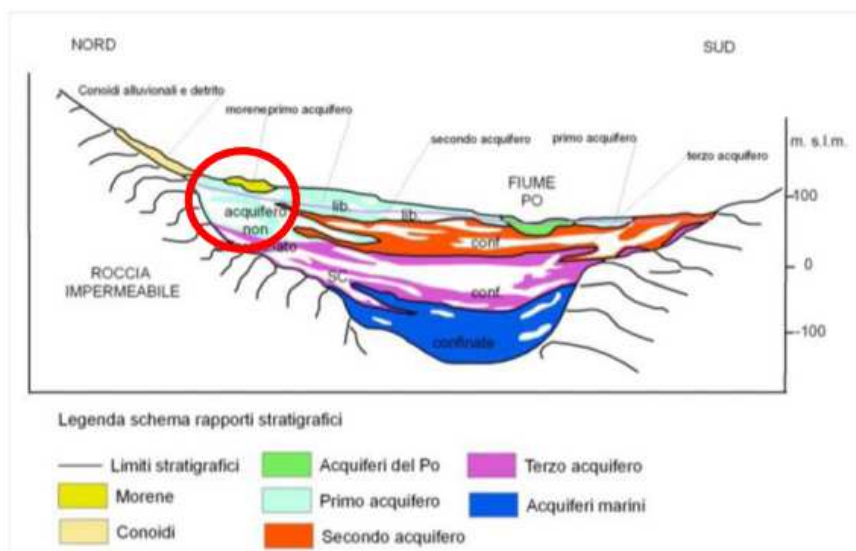 NORD
SUD
Conoidi alluvionali e detrito
morene primo acquifero
secondo acquifero
primo acquifero
terzo acquifero
m. s.l.m.
FIUME
PO
100
lib.
lib.
acquifero
non
conf
ROCCIA
IMPERMEABILE
SC
0
conf.
-100
confinate
Legenda schema rapporti stratigrafici
Limiti stratigrafici
Acquiferi del Po
Terzo acquifero
Morene
Primo acquifero
Acquiferi marini
Conoidi
Secondo acquifero